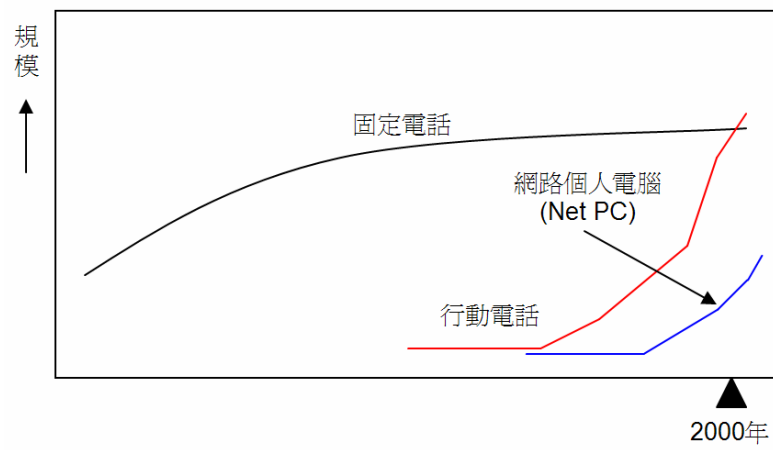 規
模
固定電話
網路個人電腦
(Net PC)
行動電話
2000年